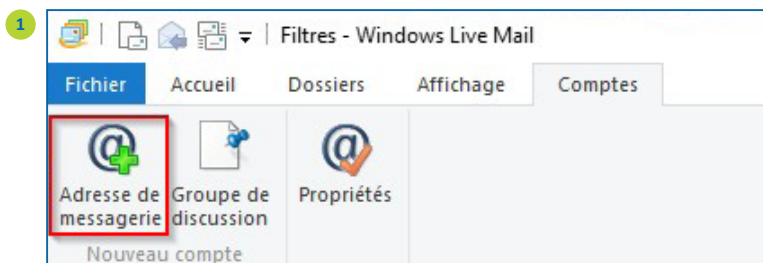 1
Filtres - Windows Live Mail
Fichier Accueil Dossiers Affichage Comptes
Adresse de messagerie
Groupe de discussion
Propriétés
Nouveau compte